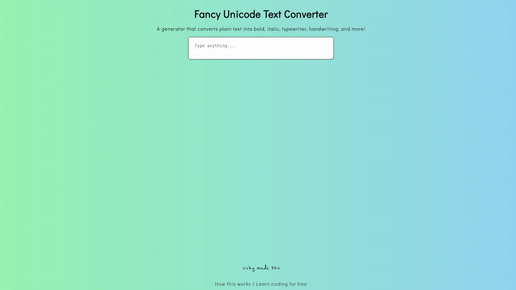 Fancy Unicode Text Converter
A generator that converts plain text into bold, italic, typewriter, handwriting, and more!
Type anything...
made this
How this works / Learn coding for free